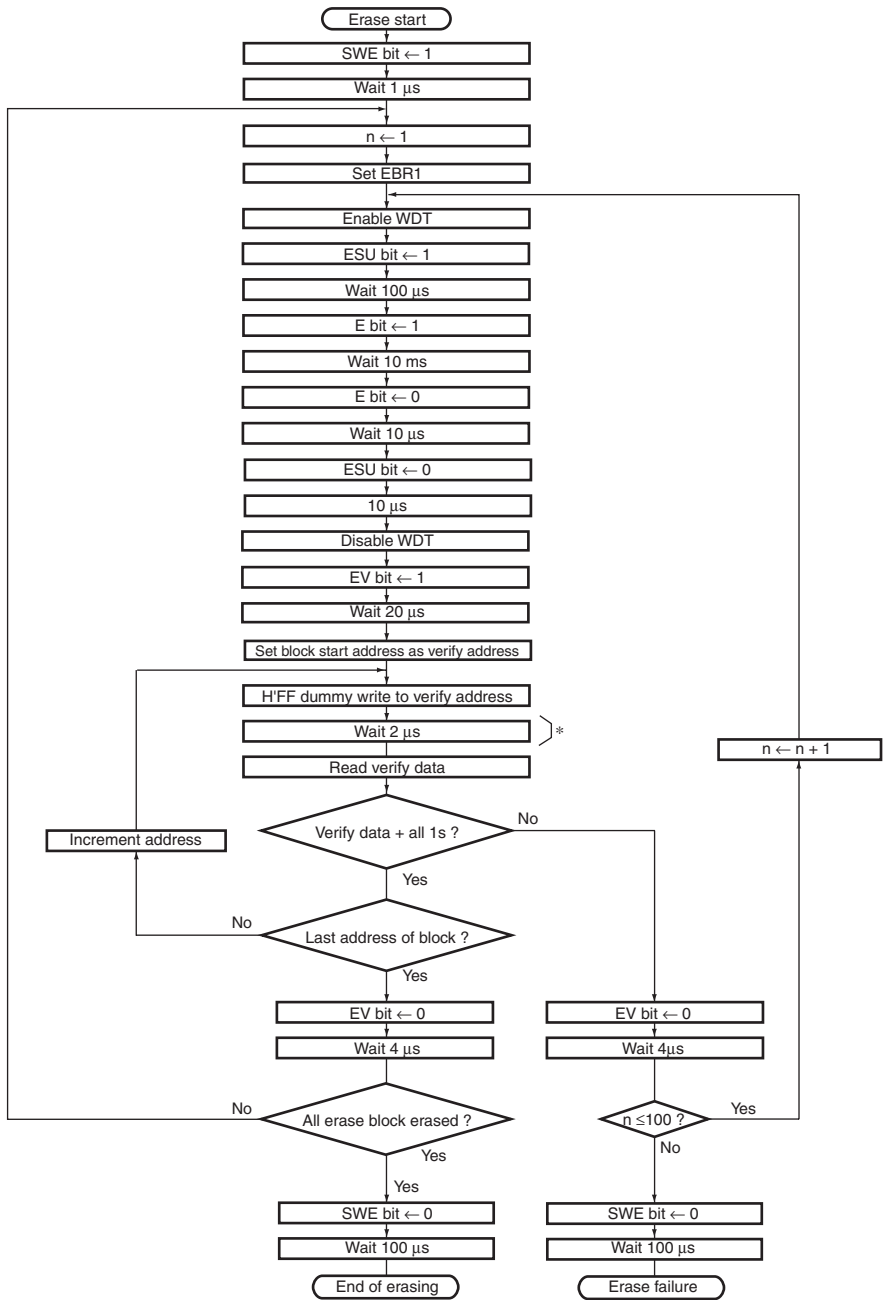 Erase start
SWE bit ← 1
Wait 1 µs
n ← 1
Set EBR1
Enable WDT
ESU bit ← 1
Wait 100 µs
E bit ← 1
Wait 10 ms
E bit ← 0
Wait 10 µs
ESU bit ← 0
10 µs
Disable WDT
EV bit ← 1
Wait 20 µs
Set block start address as verify address
H'FF dummy write to verify address
Wait 2 µs
*
n ← n + 1
Read verify data
Verify data + all 1s ?
No
Increment address
Yes
No
Last address of block ?
Yes
EV bit ← 0
EV bit ← 0
Wait 4 µs
Wait 4µs
No
All erase block erased ?
n ≤100 ?
Yes
Yes
No
Yes
SWE bit ← 0
SWE bit ← 0
Wait 100 µs
Wait 100 µs
End of erasing
Erase failure